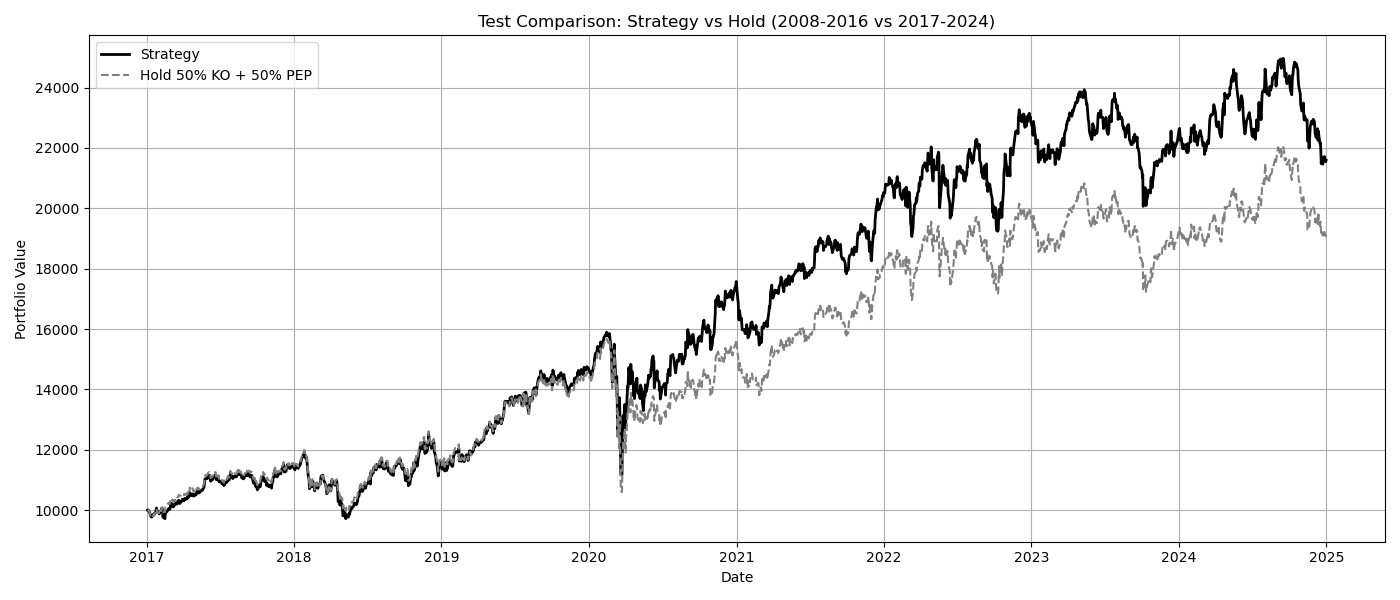 Test Comparison: Strategy vs Hold (2008-2016 vs 2017-2024)
Strategy
Hold 50% KO + 50% PEP
Portfolio Value
24000
22000
20000
18000
16000
14000
12000
10000
2017 2018 2019 2020 2021 2022 2023 2024 2025
Date